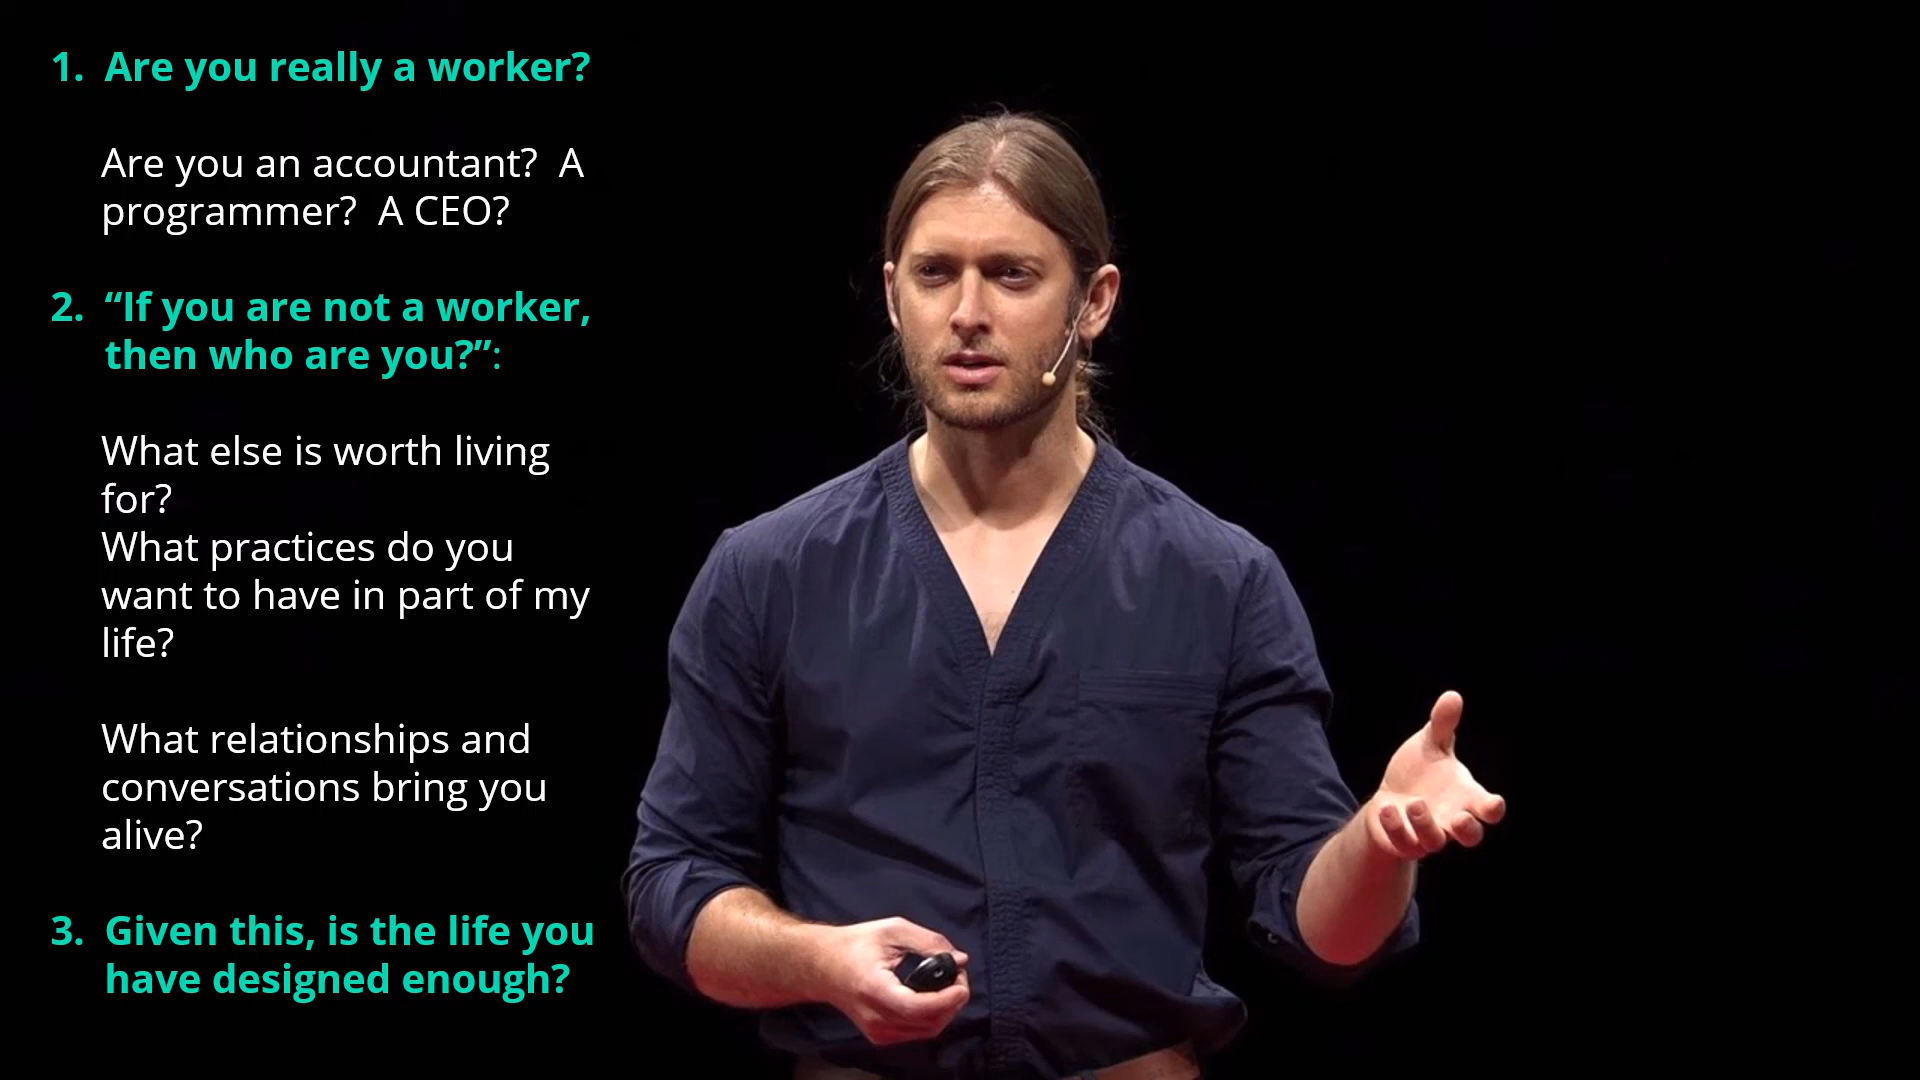 1. Are you really a worker?
Are you an accountant?  A
programmer?  A CEO?
2. “If you are not a worker,
then who are you?”:
What else is worth living
for?
What practices do you
want to have in part of my
life?
What relationships and
conversations bring you
alive?
3. Given this, is the life you
have designed enough?